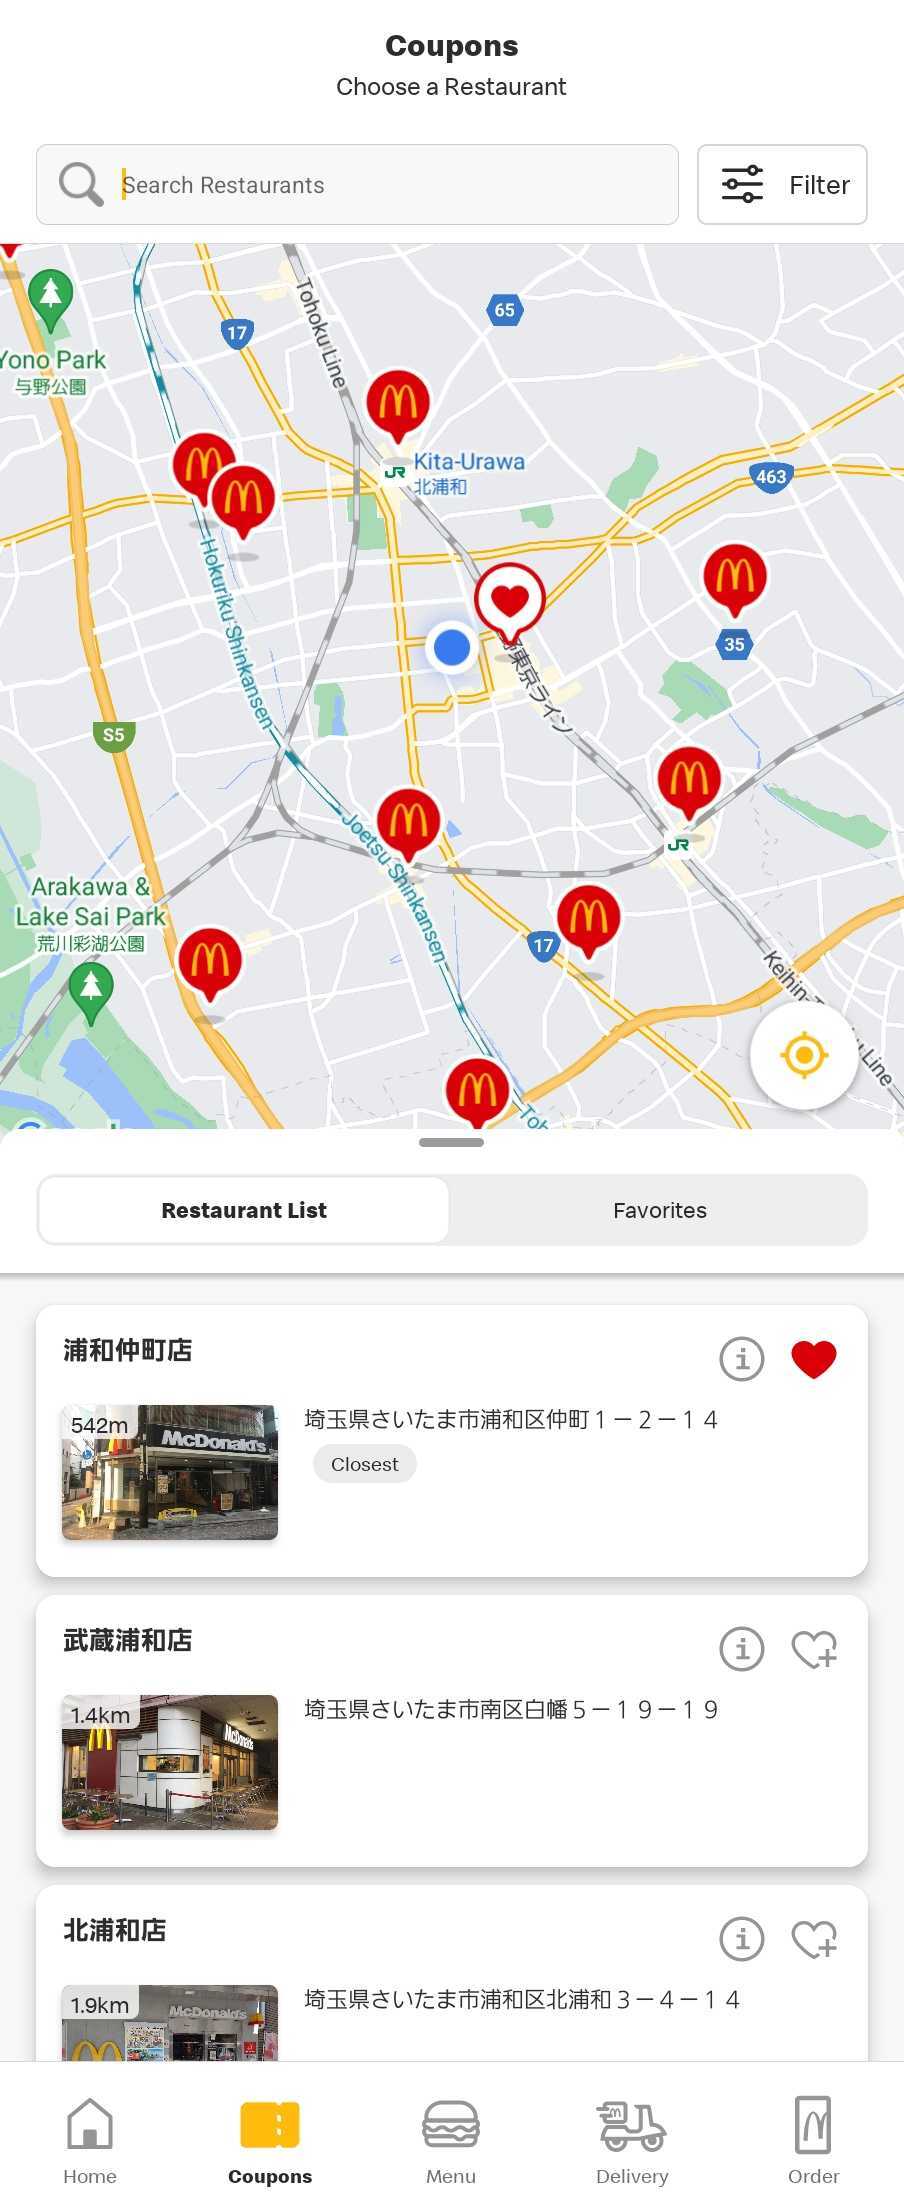 Coupons
Choose a Restaurant
Search Restaurants
Filter
Yono Park
与野公園
17
Tohoku Line
65
Kita-Urawa
北浦和
JR
463
Hokuriku Shinkansen
35
野東京ライン
S5
Joetsu Shinkansen
JR
Arakawa &
Lake Sai Park
荒川彩湖公園
17
Keihin-T
Line
Restaurant List
Favorites
浦和仲町店
542m
McDonald's
埼玉県さいたま市浦和区仲町１－２－１４
Closest
武蔵浦和店
1.4km
McDonald's
埼玉県さいたま市南区白幡５－１９－１９
北浦和店
1.9km
McDonald's
埼玉県さいたま市浦和区北浦和３－４－１４
Home
Coupons
Menu
Delivery
Order